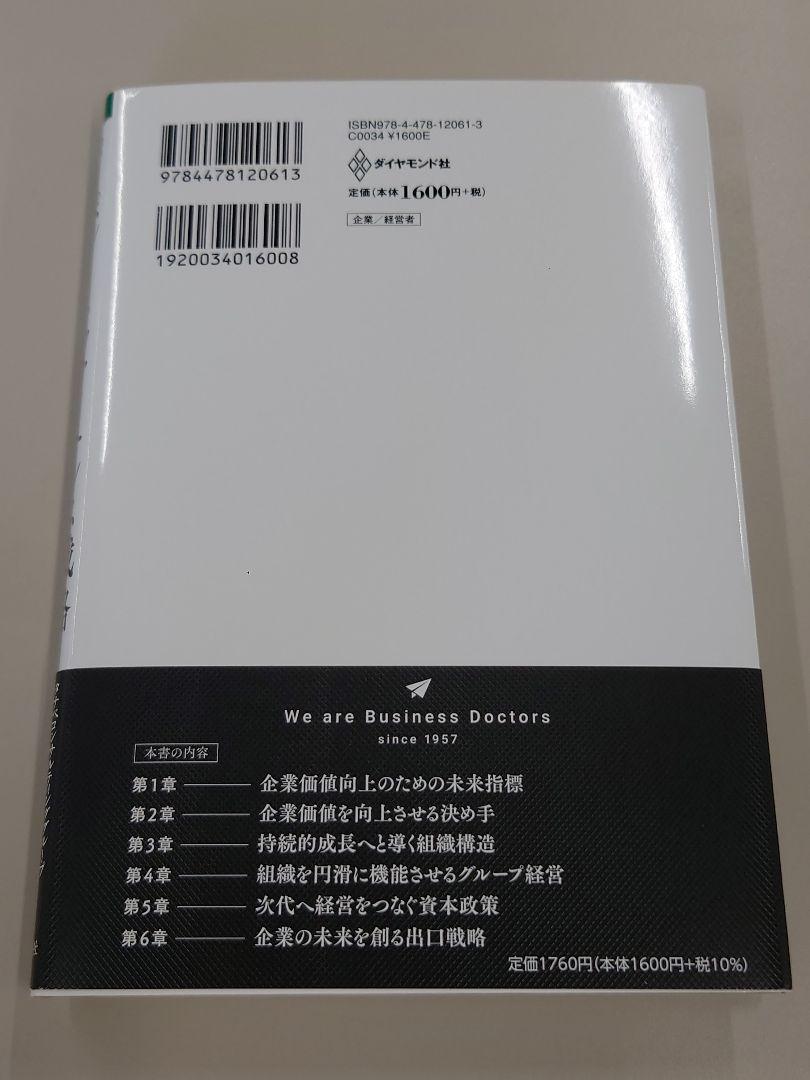 ISBN978-4-478-12061-3
C0034 ¥1600E
9784478120613
ダイヤモンド社
定価(本体1600円+税)
企業/経営者
1920034016008
We are Business Doctors
since 1957
本書の内容
第1章 企業価値向上のための未来指標
第2章 企業価値を向上させる決め手
第3章 持続的成長へと導く組織構造
第4章 組織を円滑に機能させるグループ経営
第5章 次代へ経営をつなぐ資本政策
第6章 企業の未来を創る出口戦略
定価1760円(本体1600円+税10%)